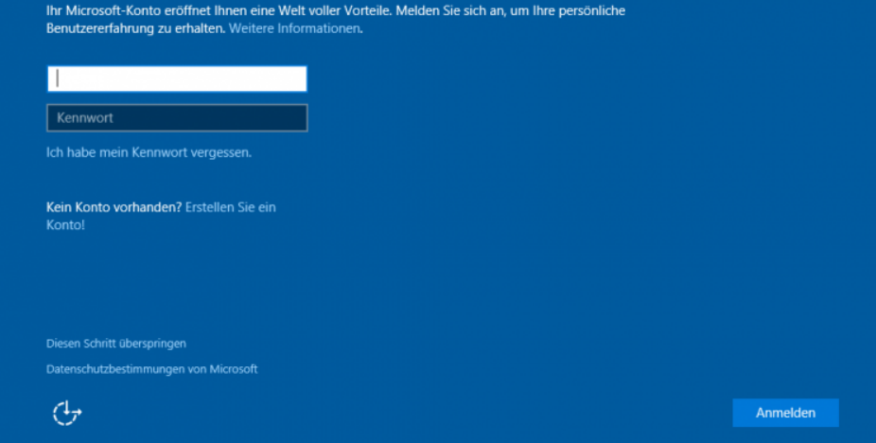 Ihr Microsoft-Konto eröffnet Ihnen eine Welt voller Vorteile. Melden Sie sich an, um Ihre persönliche
Benutzererfahrung zu erhalten. Weitere Informationen.
Kennwort
Ich habe mein Kennwort vergessen.
Kein Konto vorhanden? Erstellen Sie ein
Konto!
Diesen Schritt überspringen
Datenschutzbestimmungen von Microsoft
Anmelden